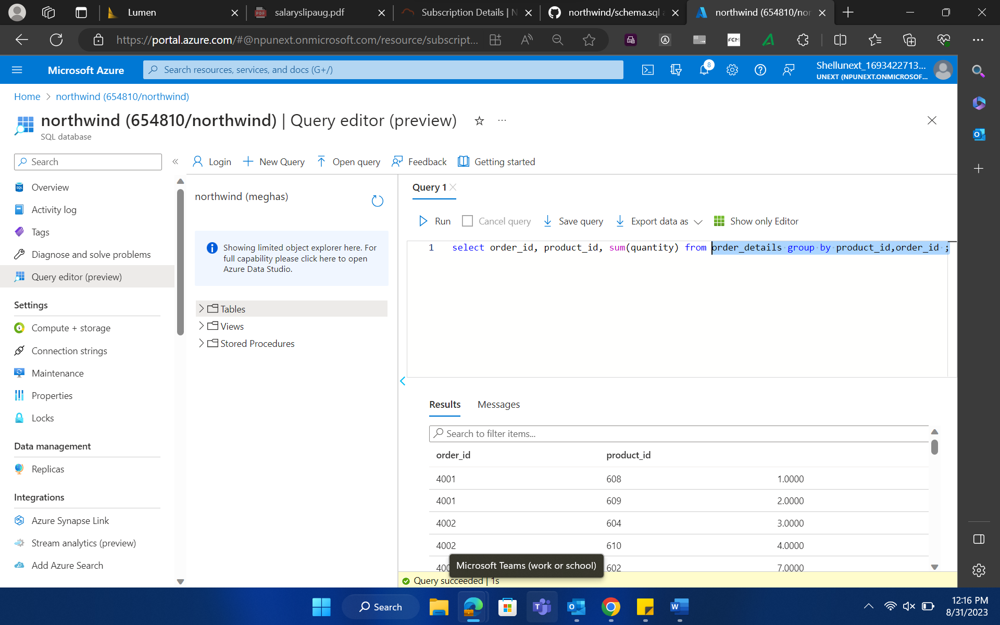 Lumen
salaryslipaug.pdf
Subscription Details | N
northwind/schema.sql
northwind (654810/nor
https://portal.azure.com/#@npunext.onmicrosoft.com/resource/subscript...
FCM
Microsoft Azure
Search resources, services, and docs (G+/)
8
Shellunext_1693422713...
UNEXT (NPUNEXT.ONMICROSOF...
Home > northwind (654810/northwind)
northwind (654810/northwind) | Query editor (preview)
SQL database
Search
Login
New Query
Open query
Feedback
Getting started
Overview
Activity log
Tags
Diagnose and solve problems
Query editor (preview)
Settings
Compute + storage
Connection strings
Maintenance
Properties
Locks
Data management
Replicas
Integrations
Azure Synapse Link
Stream analytics (preview)
Add Azure Search
northwind (meghas)
Showing limited object explorer here. For
full capability please click here to open
Azure Data Studio.
Tables
Views
Stored Procedures
Query 1
Run
Cancel query
Save query
Export data as
Show only Editor
1 select order_id, product_id, sum(quantity) from order_details group by product_id,order_id ;
Results
Messages
Search to filter items...
order_id product_id
4001 608 1.0000
4001 609 2.0000
4002 604 3.0000
4002 610 4.0000
400 602 7.0000
Microsoft Teams (work or school)
Query succeeded | 1s
Search
12:16 PM
8/31/2023